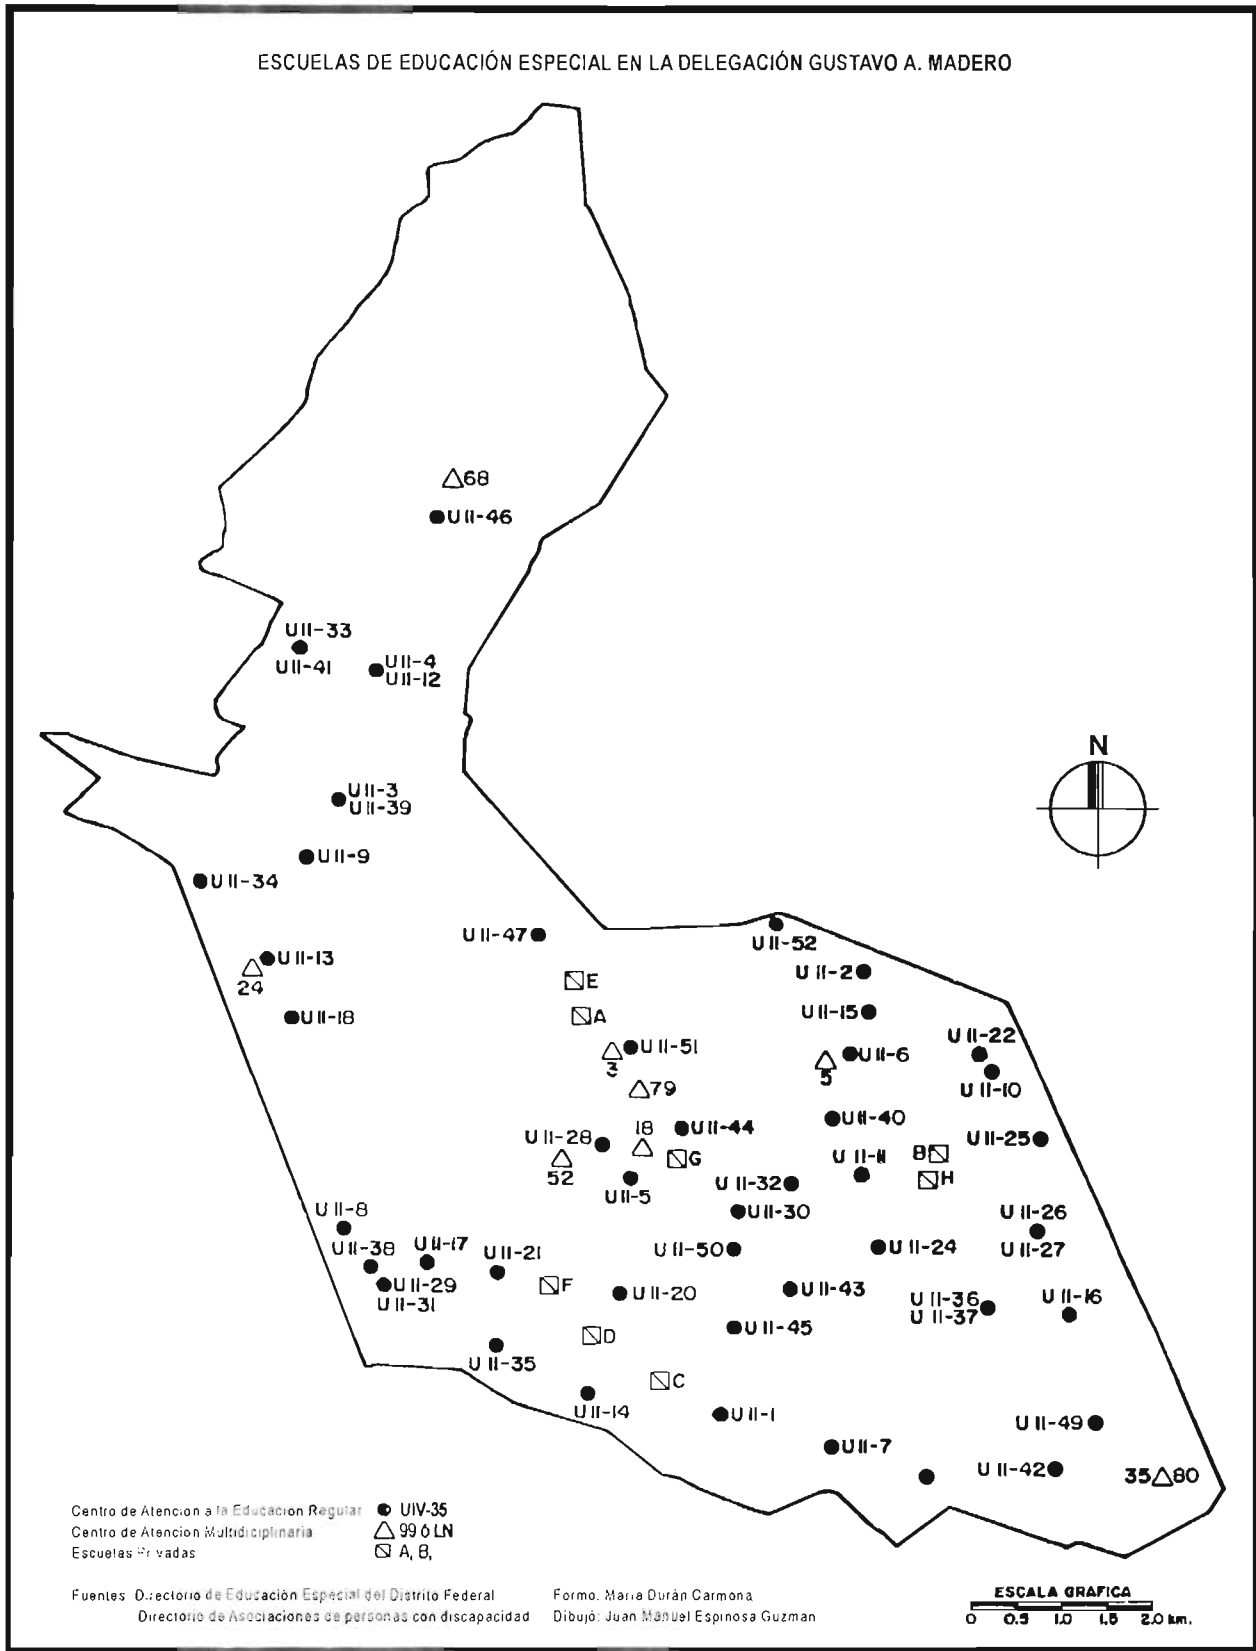 ESCUELAS DE EDUCACIÓN ESPECIAL EN LA DELEGACIÓN GUSTAVO A. MADERO
68
U II-46
U II-33
U II-41
U II-4
U II-12
N
U II-3
U II-39
U II-9
U II-34
U II-47
U II-52
U II-13
24
U II-2
E
U II-18
A
U II-15
U II-51
3
U II-6
5
U II-22
U II-10
79
U II-40
18
U II-44
U II-28
52
G
U II-25
U II-11
B
H
U II-5
U II-32
U II-30
U II-8
U II-26
U II-27
U II-38
U II-17
U II-21
U II-50
U II-24
U II-29
U II-31
F
U II-20
U II-43
U II-36
U II-37
U II-16
U II-45
D
U II-35
C
U II-14
U II-1
U II-49
U II-7
U II-42
35 80
Centro de Atencion a la Educación Regular UIV-35
Centro de Atencion Multidiciplinaria 99 ó LN
Escuelas Privadas A, B,
Fuentes Directorio de Educación Especial del Distrito Federal
Directorio de Asociaciones de personas con discapacidad
Formo. Maria Durán Carmona
Dibujó: Juan Manuel Espinosa Guzman
ESCALA GRAFICA
0 0.5 1.0 1.5 2.0 km.